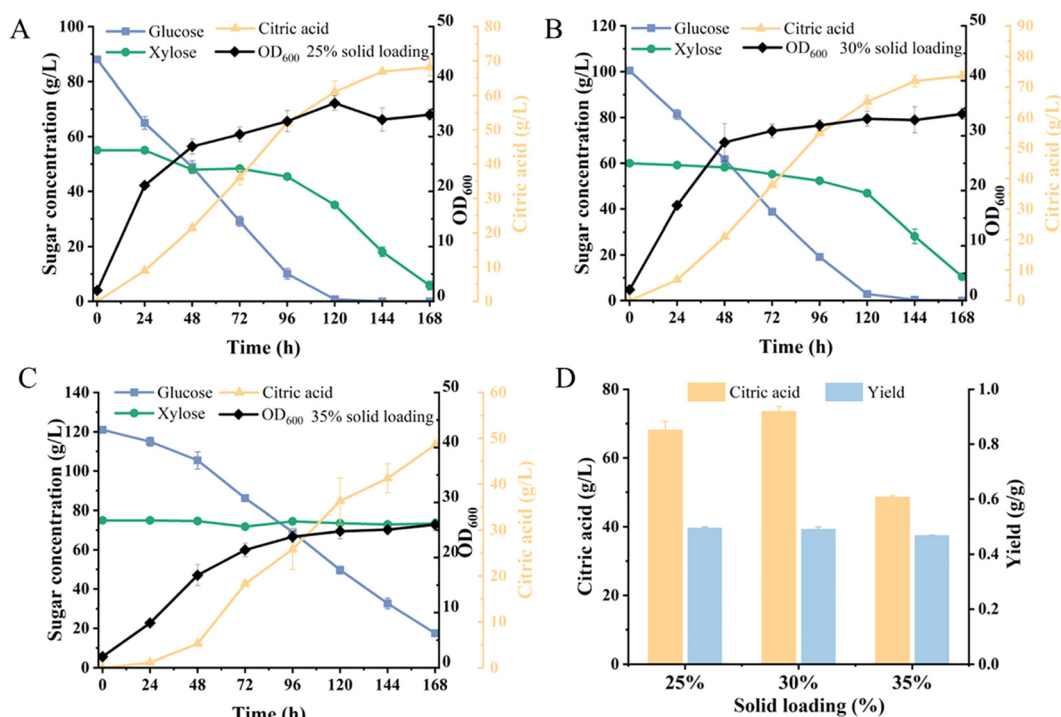 A
Glucose
Citric acid
Xylose
OD600 25% solid loading
Sugar concentration (g/L)
100
80
60
40
20
0
0 24 48 72 96 120 144 168
Time (h)
50
40
30
20
10
0
OD600
80
70
60
50
40
30
20
10
0
Citric acid (g/L)
B
Glucose
Citric acid
Xylose
OD600 30% solid loading
Sugar concentration (g/L)
120
100
80
60
40
20
0
0 24 48 72 96 120 144 168
Time (h)
50
40
30
20
10
0
OD600
90
80
70
60
50
40
30
20
10
0
Citric acid (g/L)
C
Glucose
Citric acid
Xylose
OD600 35% solid loading
Sugar concentration (g/L)
140
120
100
80
60
40
20
0
0 24 48 72 96 120 144 168
Time (h)
50
40
30
20
10
0
OD600
60
50
40
30
20
10
0
Citric acid (g/L)
D
Citric acid
Yield
Citric acid (g/L)
80
60
40
20
0
25% 30% 35%
Solid loading (%)
1.0
0.8
0.6
0.4
0.2
0.0
Yield (g/g)